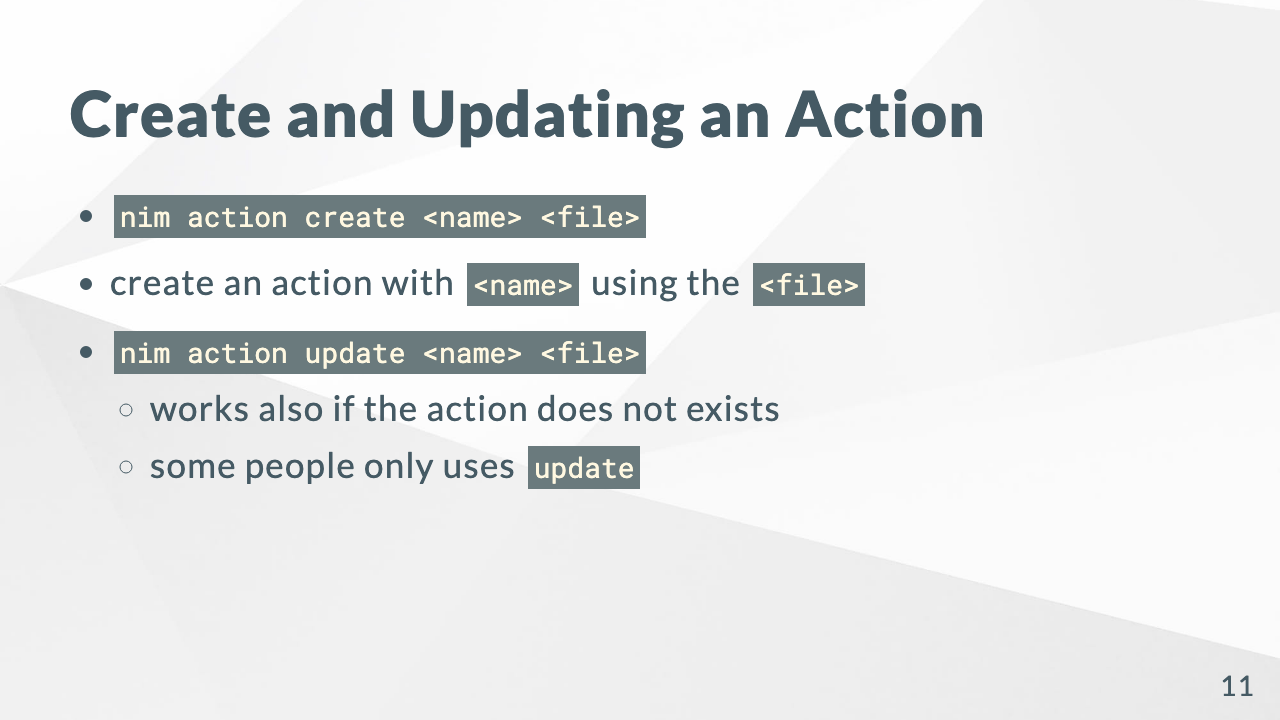 Create and Updating an Action
nim action create <name> <file>
create an action with <name> using the <file>
nim action update <name> <file>
works also if the action does not exists
some people only uses update
11